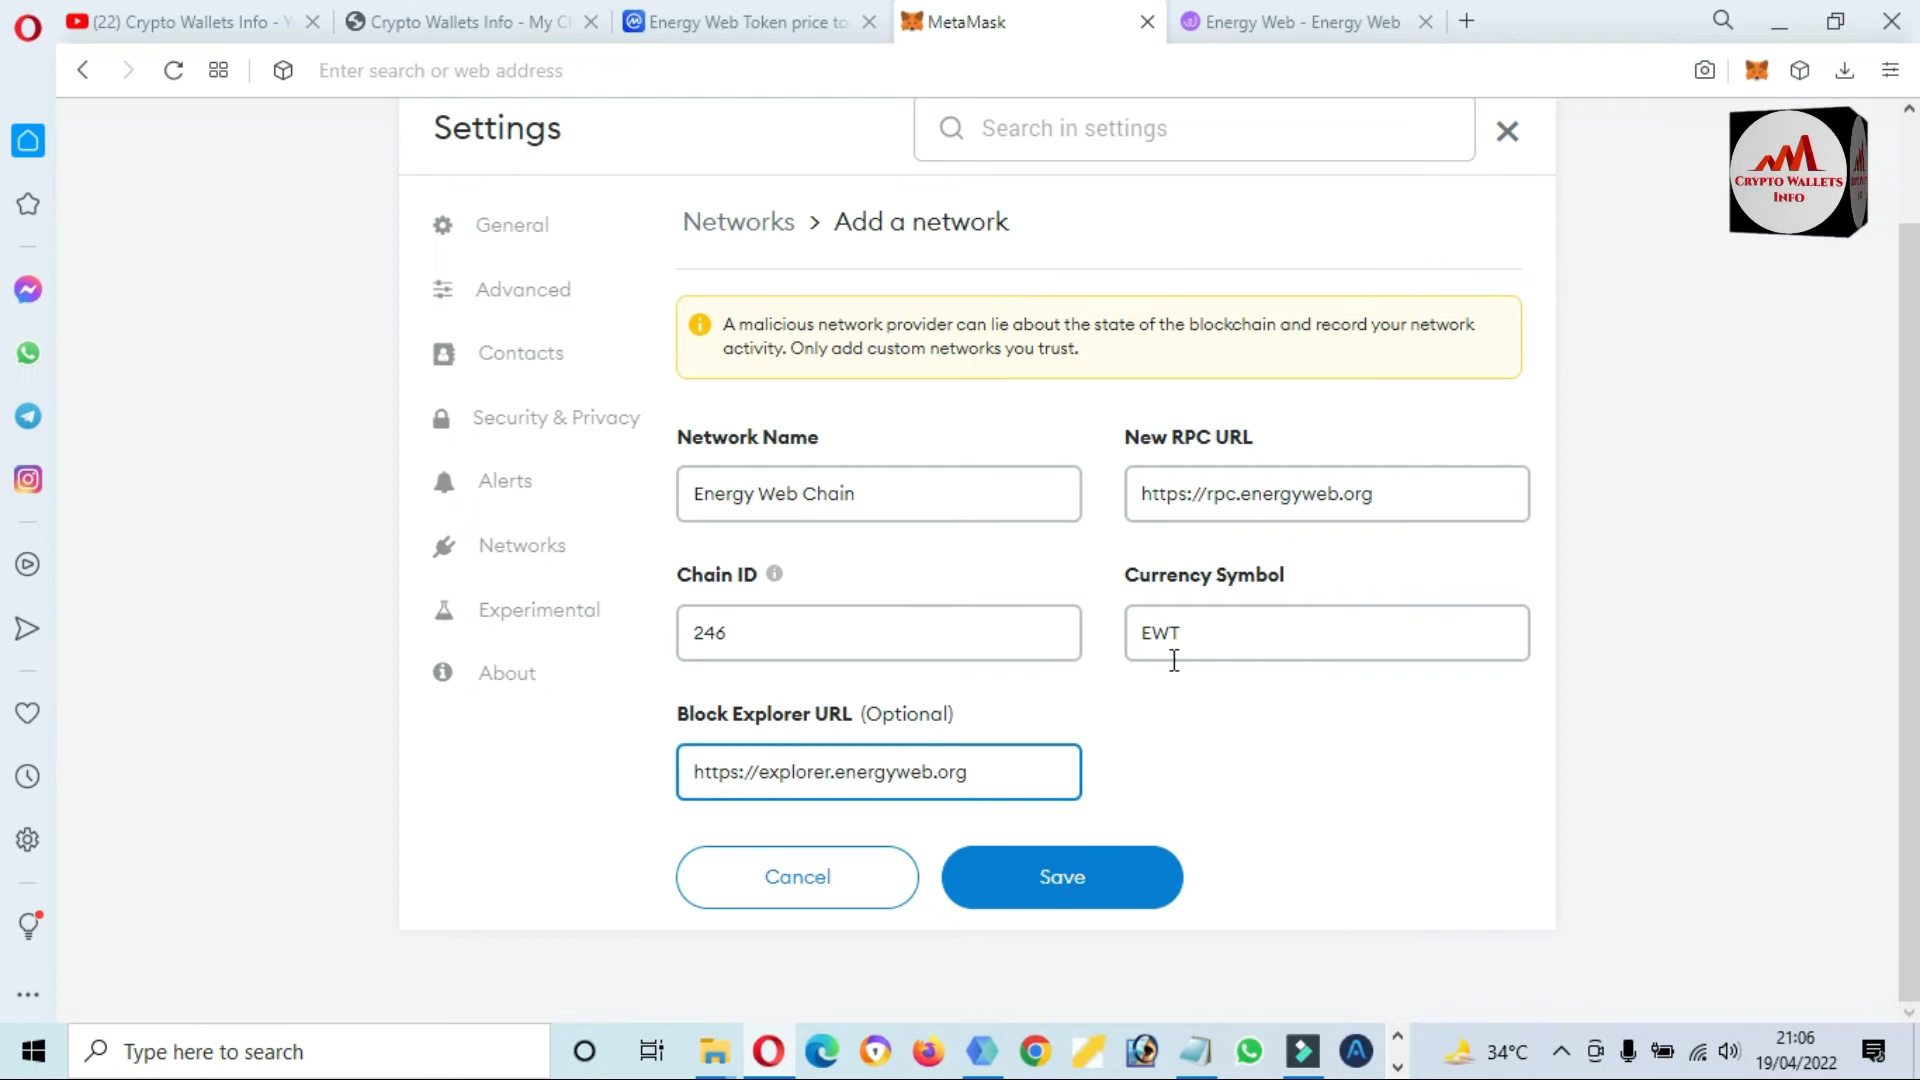 (22) Crypto Wallets Info - Y
Crypto Wallets Info - My C
Energy Web Token price to
MetaMask
Energy Web - Energy Web
Enter search or web address
Settings
Search in settings
CRYPTO WALLETS
INFO
General
Advanced
Contacts
Security & Privacy
Alerts
Networks
Experimental
About
Networks > Add a network
A malicious network provider can lie about the state of the blockchain and record your network
activity. Only add custom networks you trust.
Network Name
New RPC URL
Energy Web Chain
https://rpc.energyweb.org
Chain ID
Currency Symbol
246
EWT
Block Explorer URL (Optional)
https://explorer.energyweb.org
Cancel
Save
Type here to search
34°C
21:06
19/04/2022